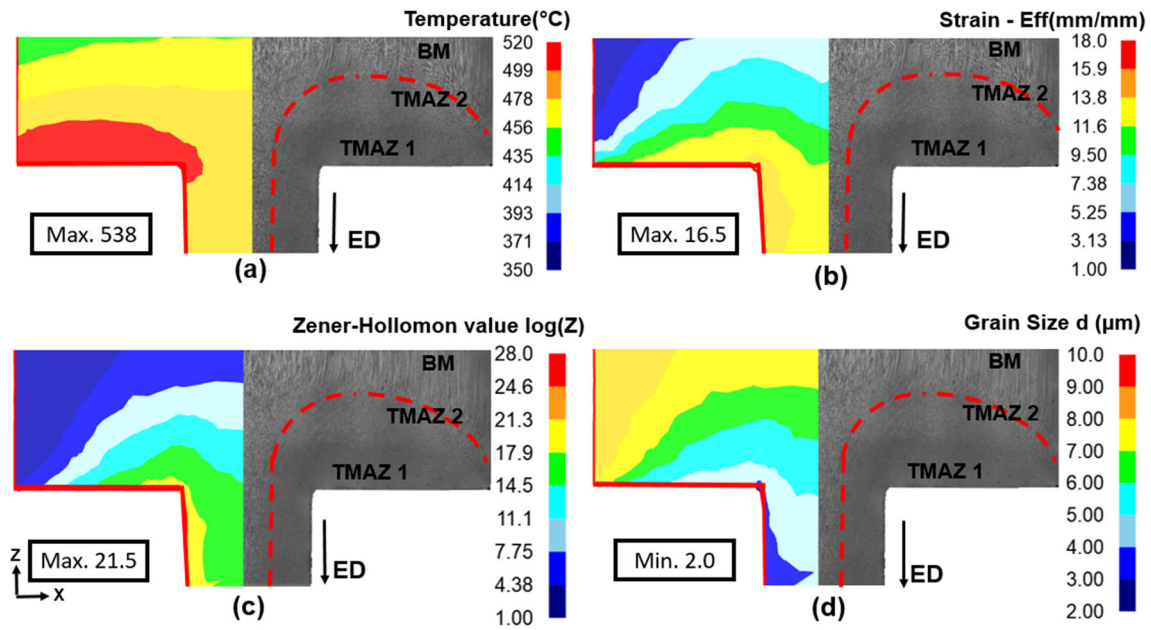 Temperature(°C)
BM
TMAZ 2
TMAZ 1
520
499
478
456
435
414
393
371
350
Max. 538
ED
(a)
Strain - Eff(mm/mm)
BM
TMAZ 2
TMAZ 1
18.0
15.9
13.8
11.6
9.50
7.38
5.25
3.13
1.00
Max. 16.5
ED
(b)
Zener-Hollomon value log(Z)
BM
TMAZ 2
TMAZ 1
28.0
24.6
21.3
17.9
14.5
11.1
7.75
4.38
1.00
Max. 21.5
Z
X
ED
(c)
Grain Size d (µm)
BM
TMAZ 2
TMAZ 1
10.0
9.00
8.00
7.00
6.00
5.00
4.00
3.00
2.00
Min. 2.0
ED
(d)